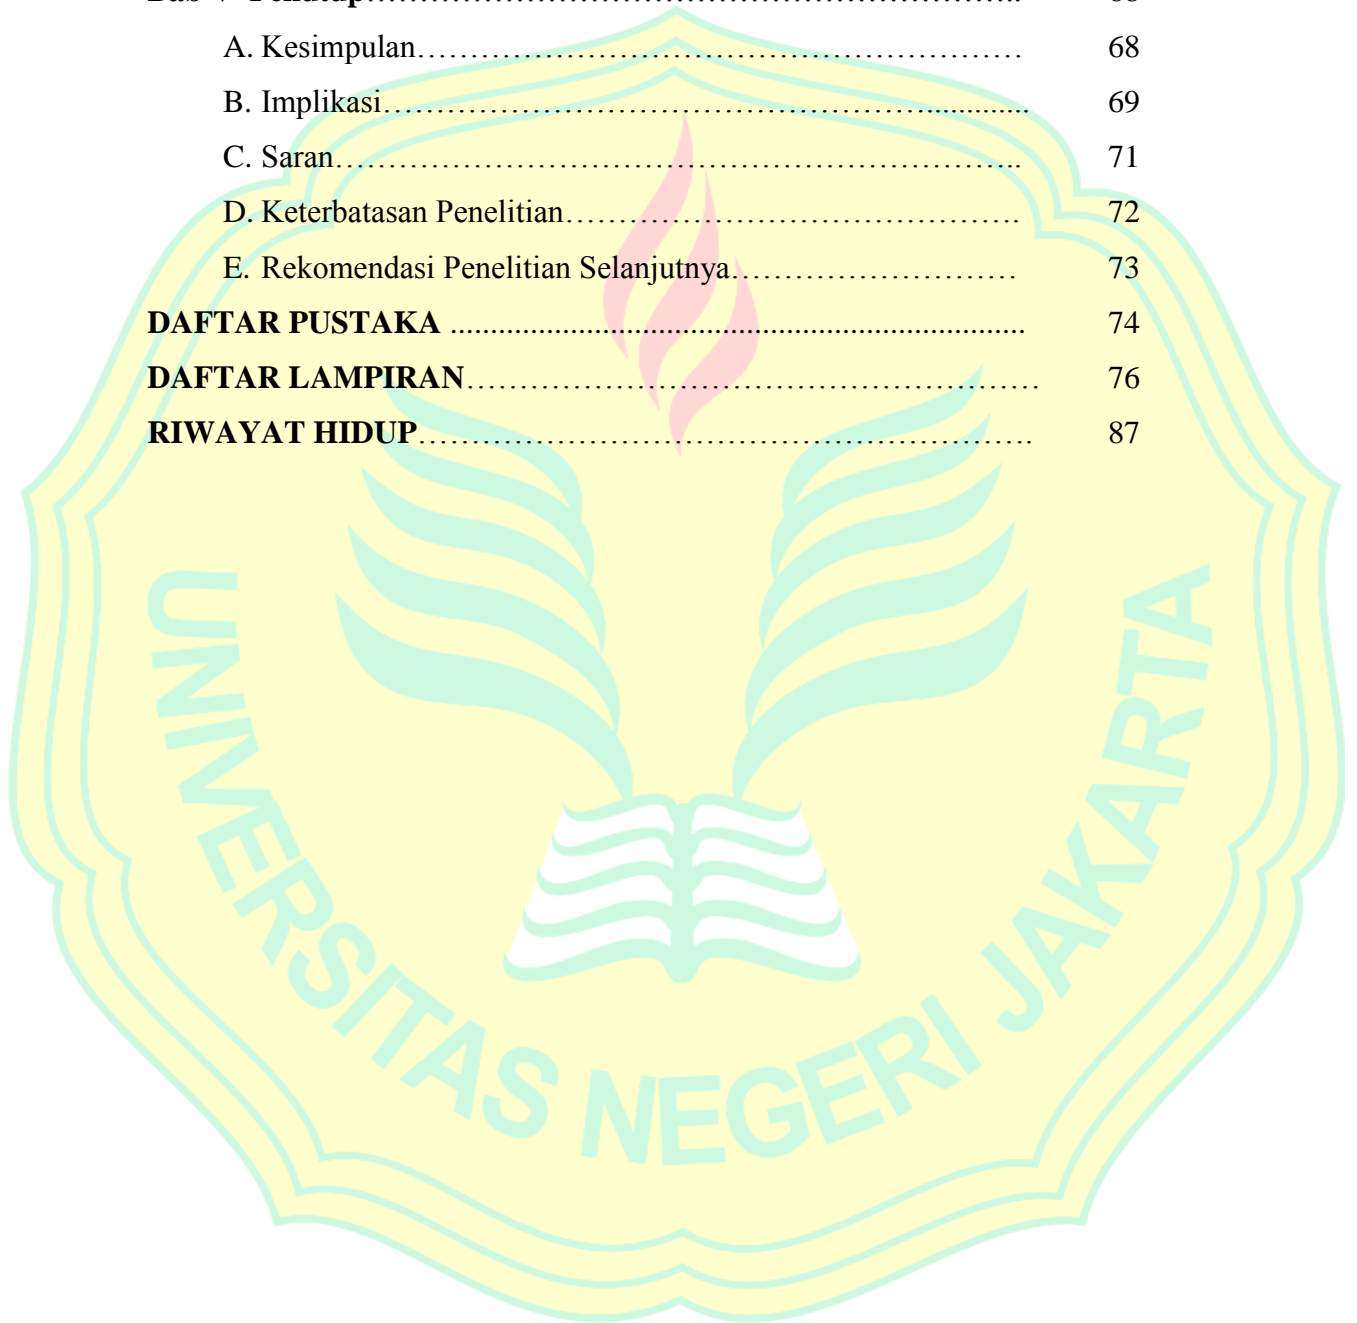 A. Kesimpulan………………………………………………… 68
B. Implikasi……………………………………………............ 69
C. Saran……………………………………………………….. 71
D. Keterbatasan Penelitian……………………………………. 72
E. Rekomendasi Penelitian Selanjutnya……………………… 73
DAFTAR PUSTAKA ....................................................................... 74
DAFTAR LAMPIRAN……………………………………………… 76
RIWAYAT HIDUP…………………………………………………. 87
UNIVERSITAS NEGERI JAKARTA